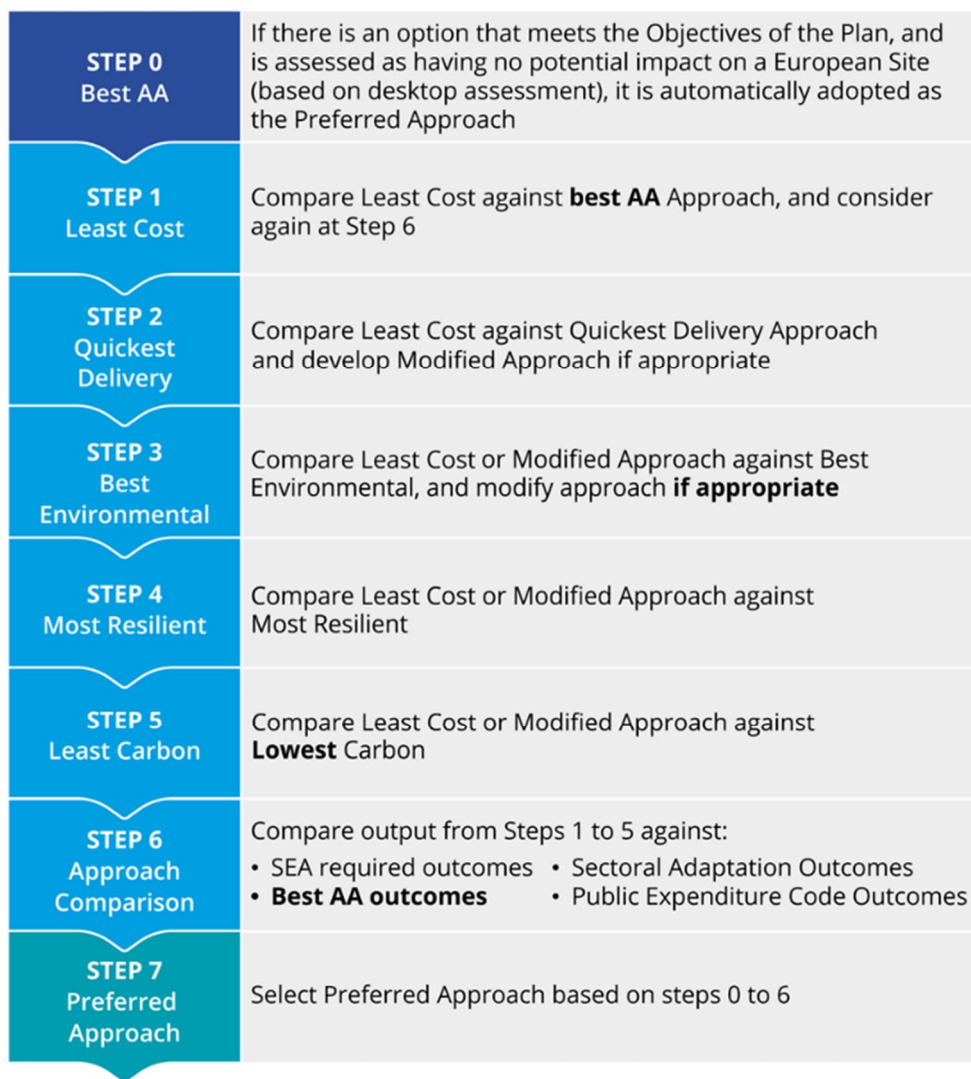 STEP 0
Best AA
If there is an option that meets the Objectives of the Plan, and
is assessed as having no potential impact on a European Site
(based on desktop assessment), it is automatically adopted as
the Preferred Approach
STEP 1
Least Cost
Compare Least Cost against best AA Approach, and consider
again at Step 6
STEP 2
Quickest
Delivery
Compare Least Cost against Quickest Delivery Approach
and develop Modified Approach if appropriate
STEP 3
Best
Environmental
Compare Least Cost or Modified Approach against Best
Environmental, and modify approach if appropriate
STEP 4
Most Resilient
Compare Least Cost or Modified Approach against
Most Resilient
STEP 5
Least Carbon
Compare Least Cost or Modified Approach against
Lowest Carbon
STEP 6
Approach
Comparison
Compare output from Steps 1 to 5 against:
• SEA required outcomes • Sectoral Adaptation Outcomes
• Best AA outcomes • Public Expenditure Code Outcomes
STEP 7
Preferred
Approach
Select Preferred Approach based on steps 0 to 6